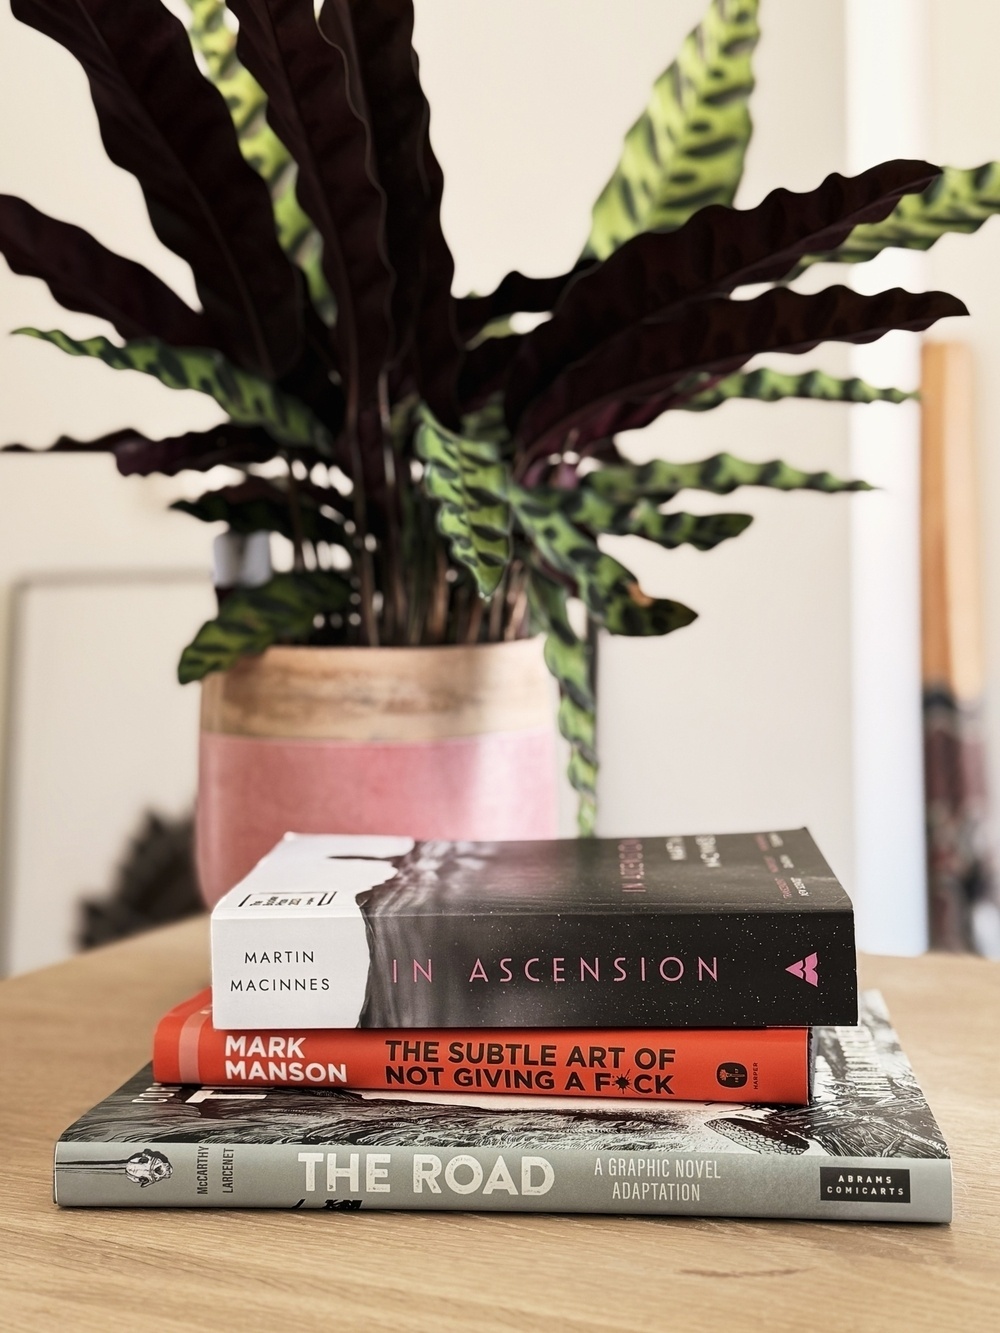 MARTIN
MACINNES
IN ASCENSION
MARK
MANSON
THE SUBTLE ART OF
NOT GIVING A F✶CK
HARPER
McCARTHY
LARCENET
THE ROAD
A GRAPHIC NOVEL
ADAPTATION
ABRAMS
COMICARTS